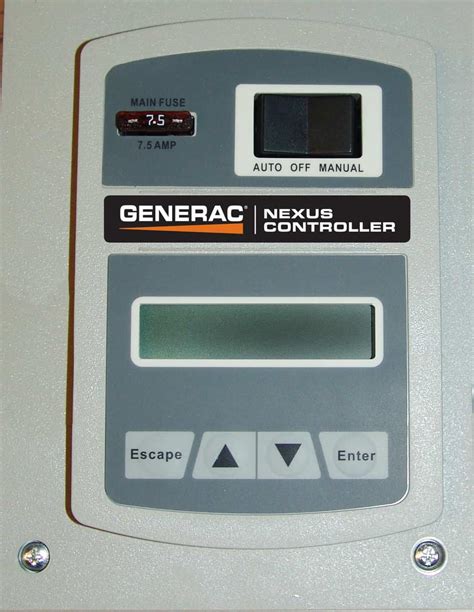 MAIN FUSE
7.5
7.5 AMP
AUTO OFF MANUAL
GENERAC
NEXUS
CONTROLLER
Escape
Enter